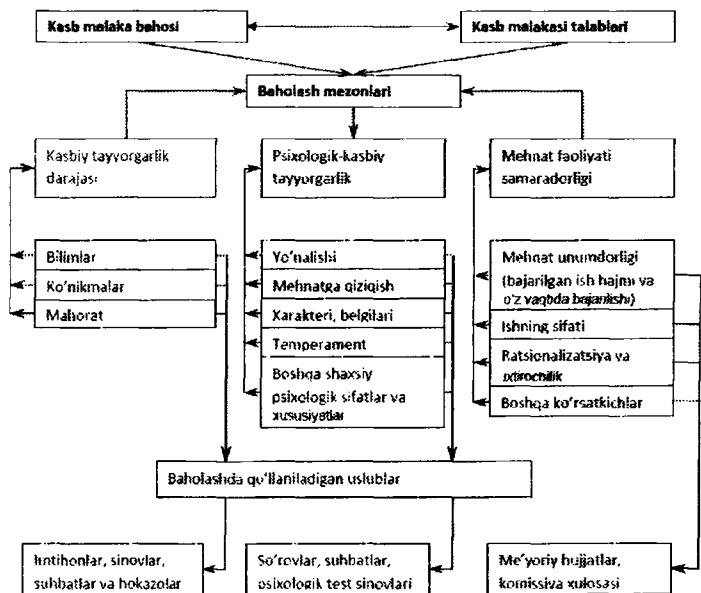 Kasb malaka bahosi
Kasb malakasi talablari
Baholash mezonlari
Kasbiy tayyorgarlik
darajasi
Psixologik-kasbiy
tayyorgarlik
Mehnat faoliyati
samaradorligi
Bilimlar
Ko'nikmalar
Mahorat
Yo'nalishi
Mehnatga qiziqish
Xarakteri, belgilari
Temperament
Boshqa shaxsiy
psixologik sifatlar va
xususiyatlar
Mehnat unumdorligi
(bajarilgan ish hajmi va
o'z vaqtida bajarilishi)
Ishning sifati
Ratsionalizatsiya va
ixtirochilik
Boshqa ko'rsatkichlar
Baholashda qo'llaniladigan uslublar
Imtihonlar, sinovlar,
suhbatlar va hokazolar
So'rovlar, suhbatlar,
psixologik test sinovlari
Me'yoriy hujjatlar,
komissiya xulosasi